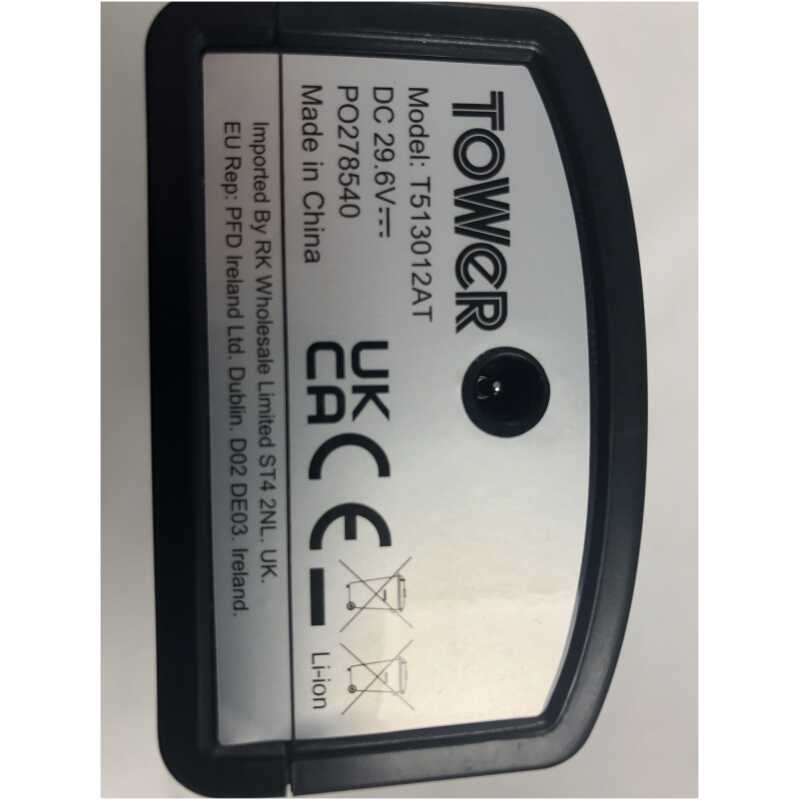 TOWER
Model: T513012AT
DC 29.6V⎓
PO278540
Made in China
UK
CA
CE
Li-ion
Imported By RK Wholesale Limited ST4 2NL. UK.
EU Rep: PFD Ireland Ltd. Dublin. D02 DE03. Ireland.